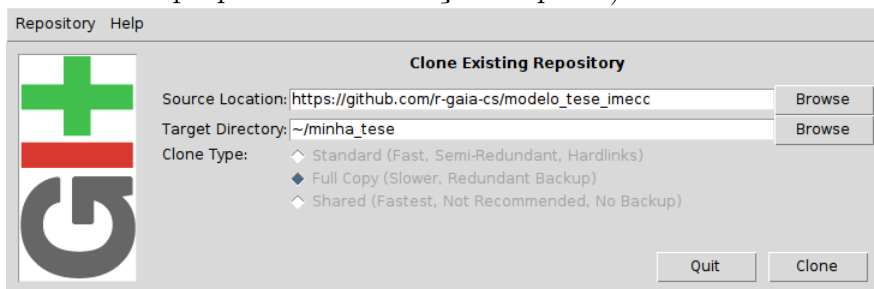 Repository Help
Clone Existing Repository
Source Location: https://github.com/r-gaia-cs/modelo_tese_imecc Browse
Target Directory: ~/minha_tese Browse
Clone Type: Standard (Fast, Semi-Redundant, Hardlinks)
Full Copy (Slower, Redundant Backup)
Shared (Fastest, Not Recommended, No Backup)
Quit Clone
GIT